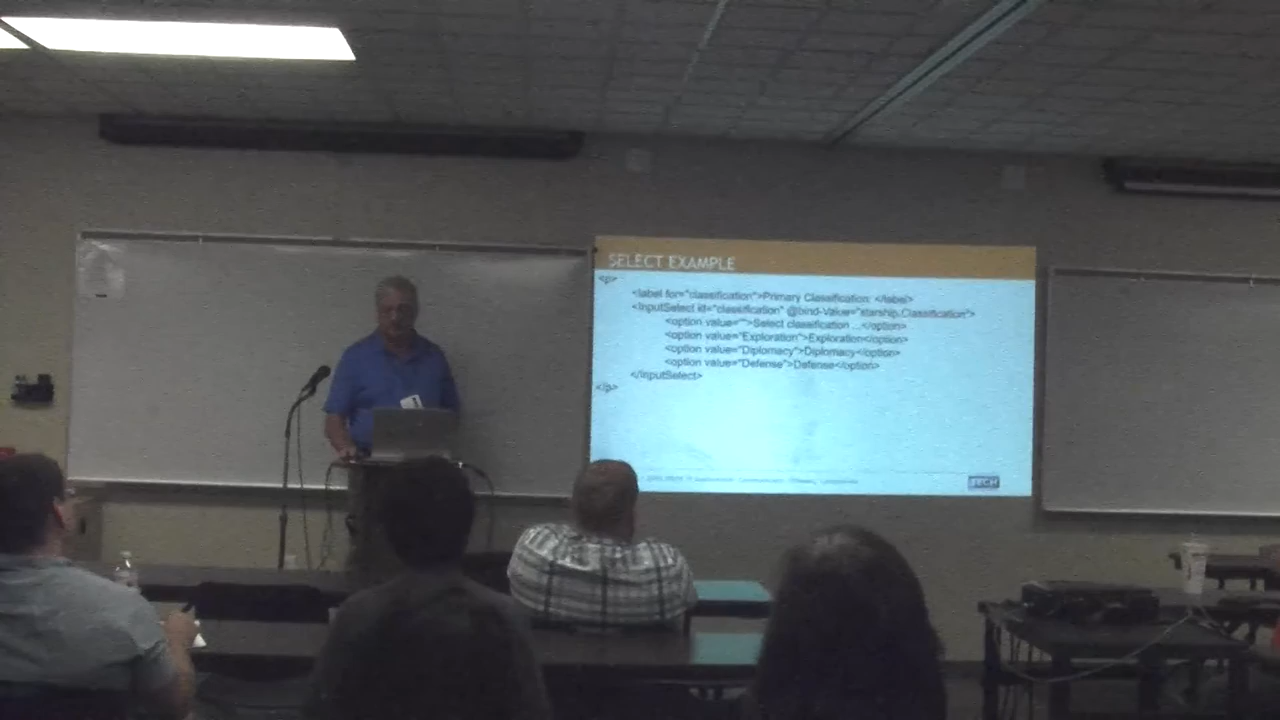 SELECT EXAMPLE
<p>
<label for="classification">Primary Classification: </label>
<InputSelect id="classification" @bind-Value="starship.Classification">
<option value="">Select classification ...</option>
<option value="Exploration">Exploration</option>
<option value="Diplomacy">Diplomacy</option>
<option value="Defense">Defense</option>
</InputSelect>
</p>